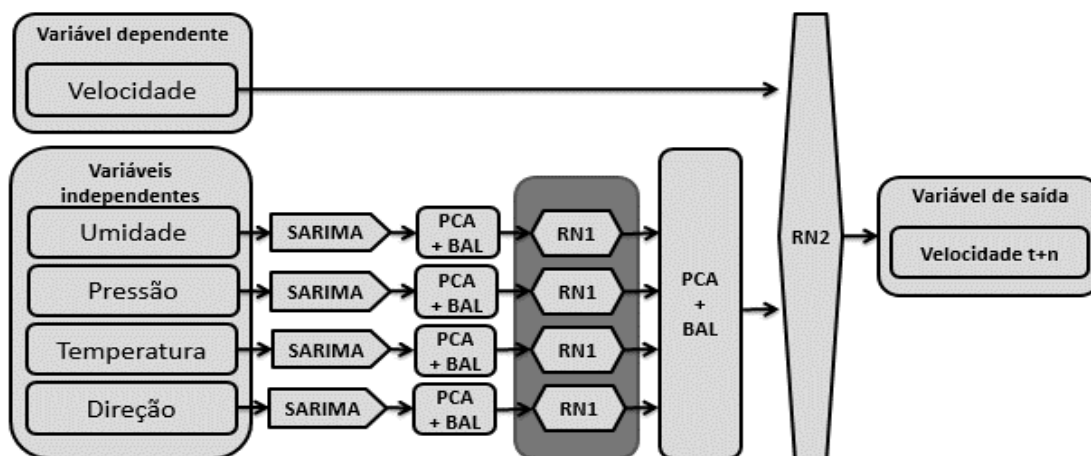 Variável dependente
Velocidade
Variáveis
independentes
Umidade
SARIMA
PCA
+ BAL
RN1
Pressão
SARIMA
PCA
+ BAL
RN1
Temperatura
SARIMA
PCA
+ BAL
RN1
Direção
SARIMA
PCA
+ BAL
RN1
PCA
+
BAL
RN2
Variável de saída
Velocidade t+n